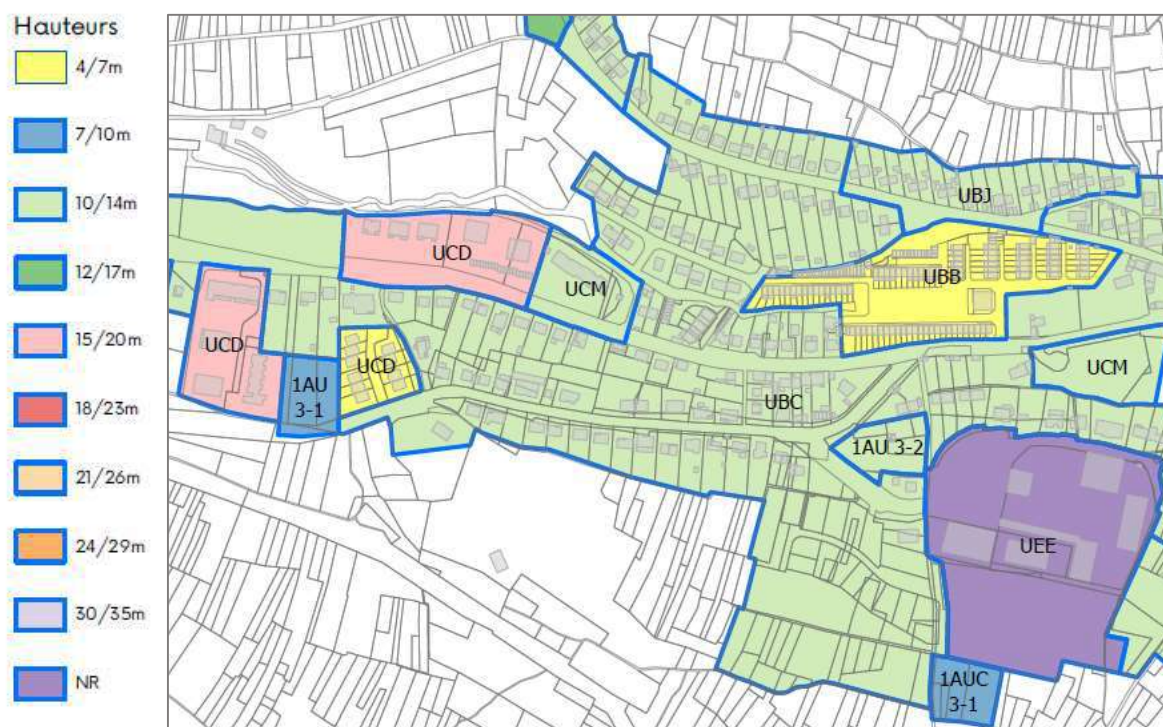 Hauteurs
4/7m
7/10m
10/14m
12/17m
15/20m
18/23m
21/26m
24/29m
30/35m
NR
UBJ
UCD
UBB
UCM
UCD
UCD
UCM
1AU
3-1
UBC
1AU 3-2
UEE
1AUC
3-1